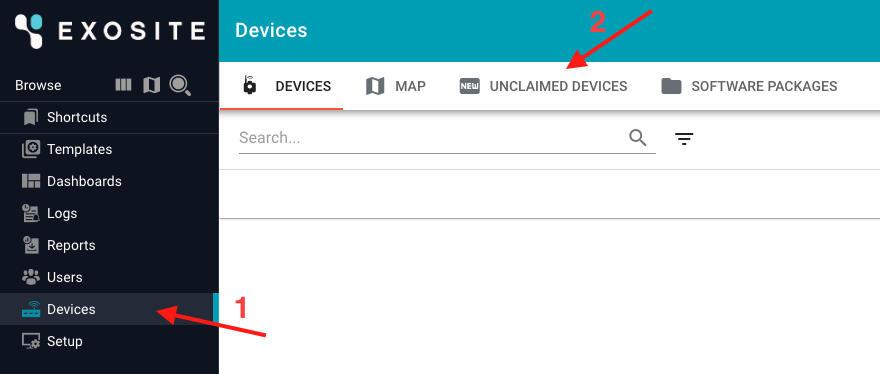 EXOSITE
Devices
2
Browse
DEVICES
MAP
NEW
UNCLAIMED DEVICES
SOFTWARE PACKAGES
Shortcuts
Search...
Templates
Dashboards
Logs
Reports
Users
Devices
1
Setup